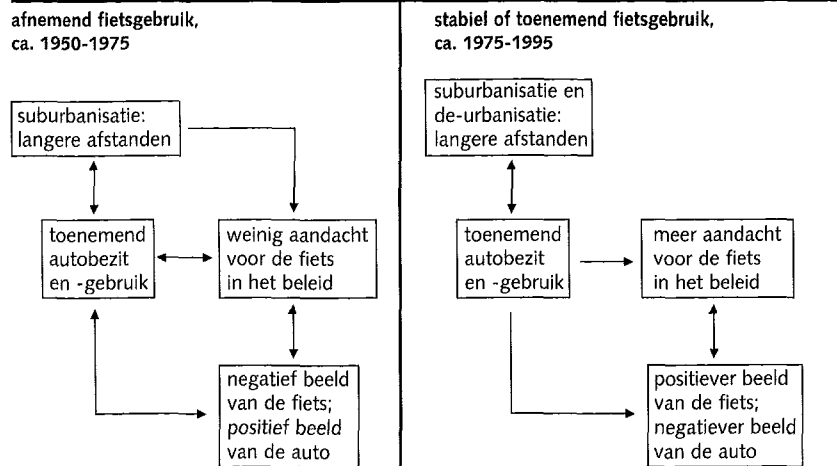 afnemend fietsgebruik,
ca. 1950-1975
suburbanisatie:
langere afstanden
toenemend
autobezit
en -gebruik
weinig aandacht
voor de fiets
in het beleid
negatief beeld
van de fiets;
positief beeld
van de auto
stabiel of toenemend fietsgebruik,
ca. 1975-1995
suburbanisatie en
de-urbanisatie:
langere afstanden
toenemend
autobezit
en -gebruik
meer aandacht
voor de fiets
in het beleid
positiever beeld
van de fiets;
negatiever beeld
van de auto